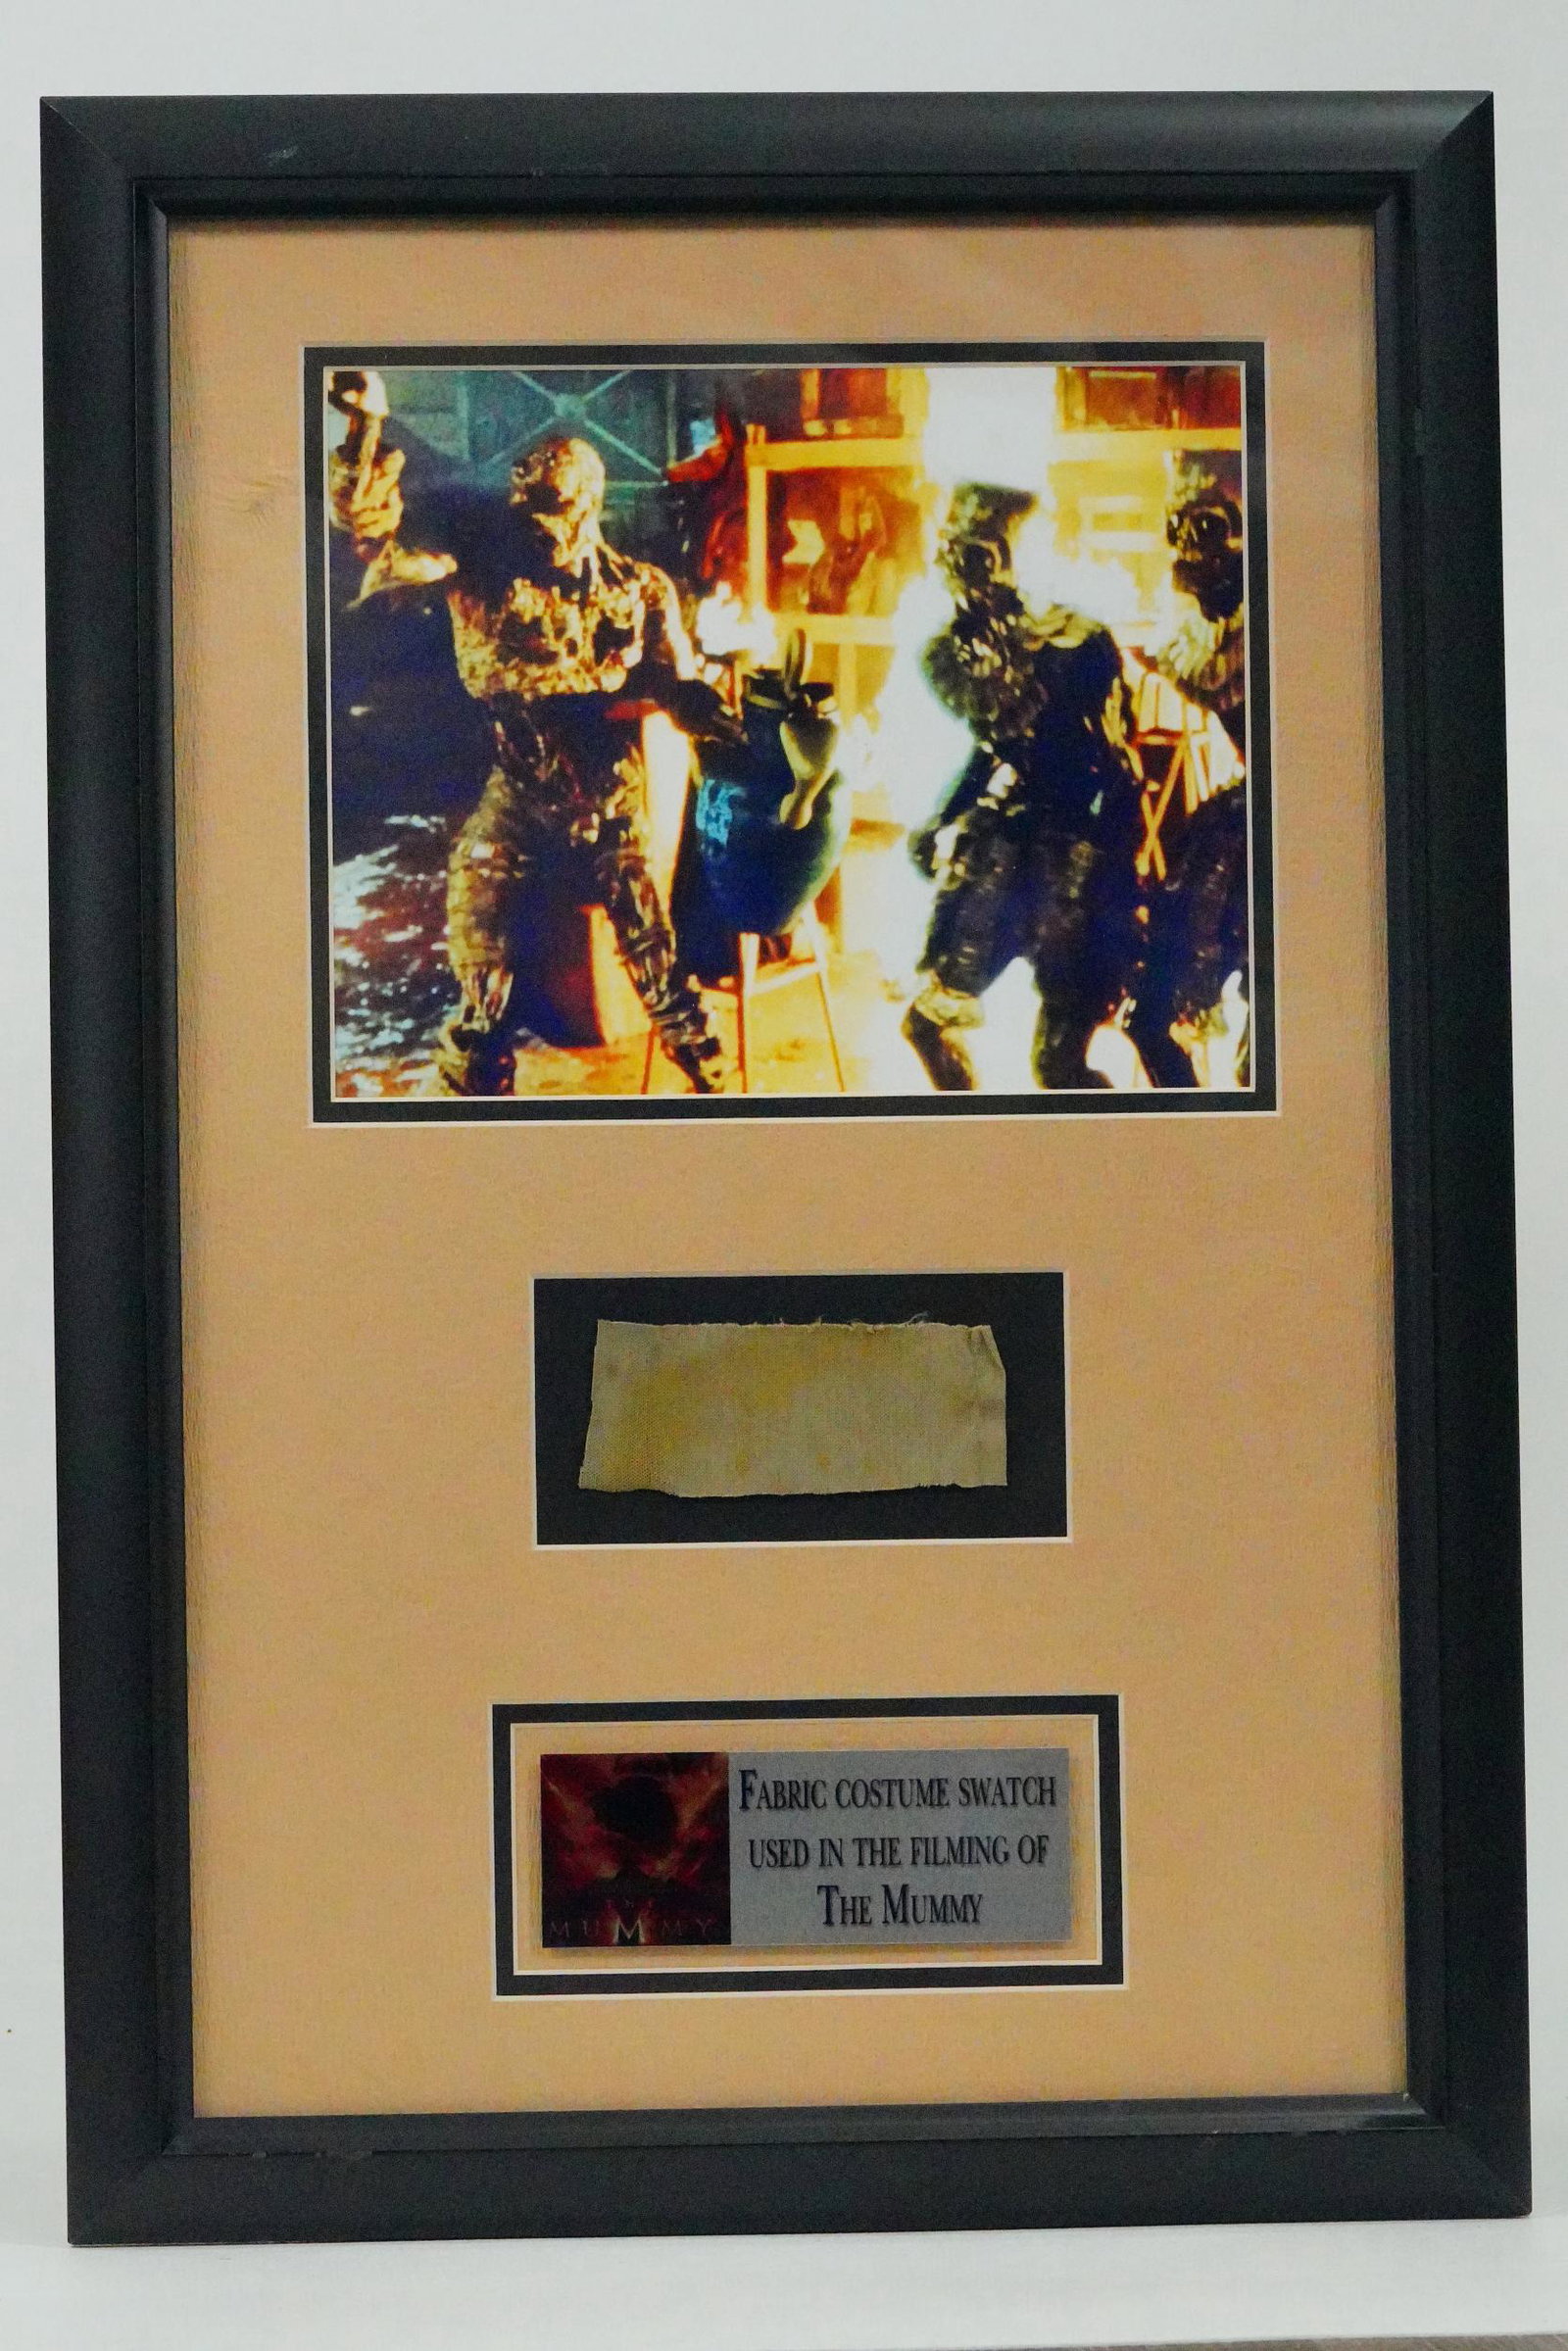 FABRIC COSTUME SWATCH
USED IN THE FILMING OF
THE MUMMY
MUMMY